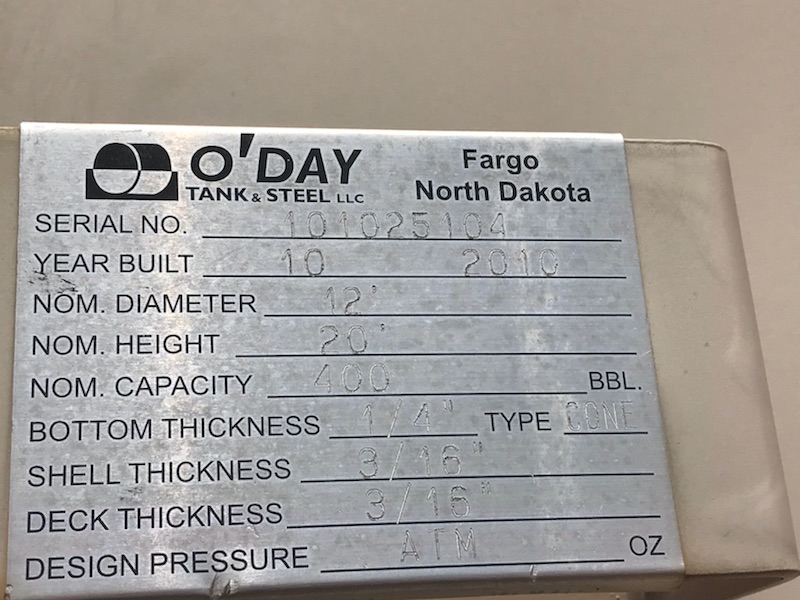 O'DAY
TANK & STEEL LLC
Fargo
North Dakota
SERIAL NO. 101025104
YEAR BUILT 10 2010
NOM. DIAMETER 12'
NOM. HEIGHT 20'
NOM. CAPACITY 400 BBL.
BOTTOM THICKNESS 1/4" TYPE CONE
SHELL THICKNESS 3/16"
DECK THICKNESS 3/16"
DESIGN PRESSURE ATM OZ